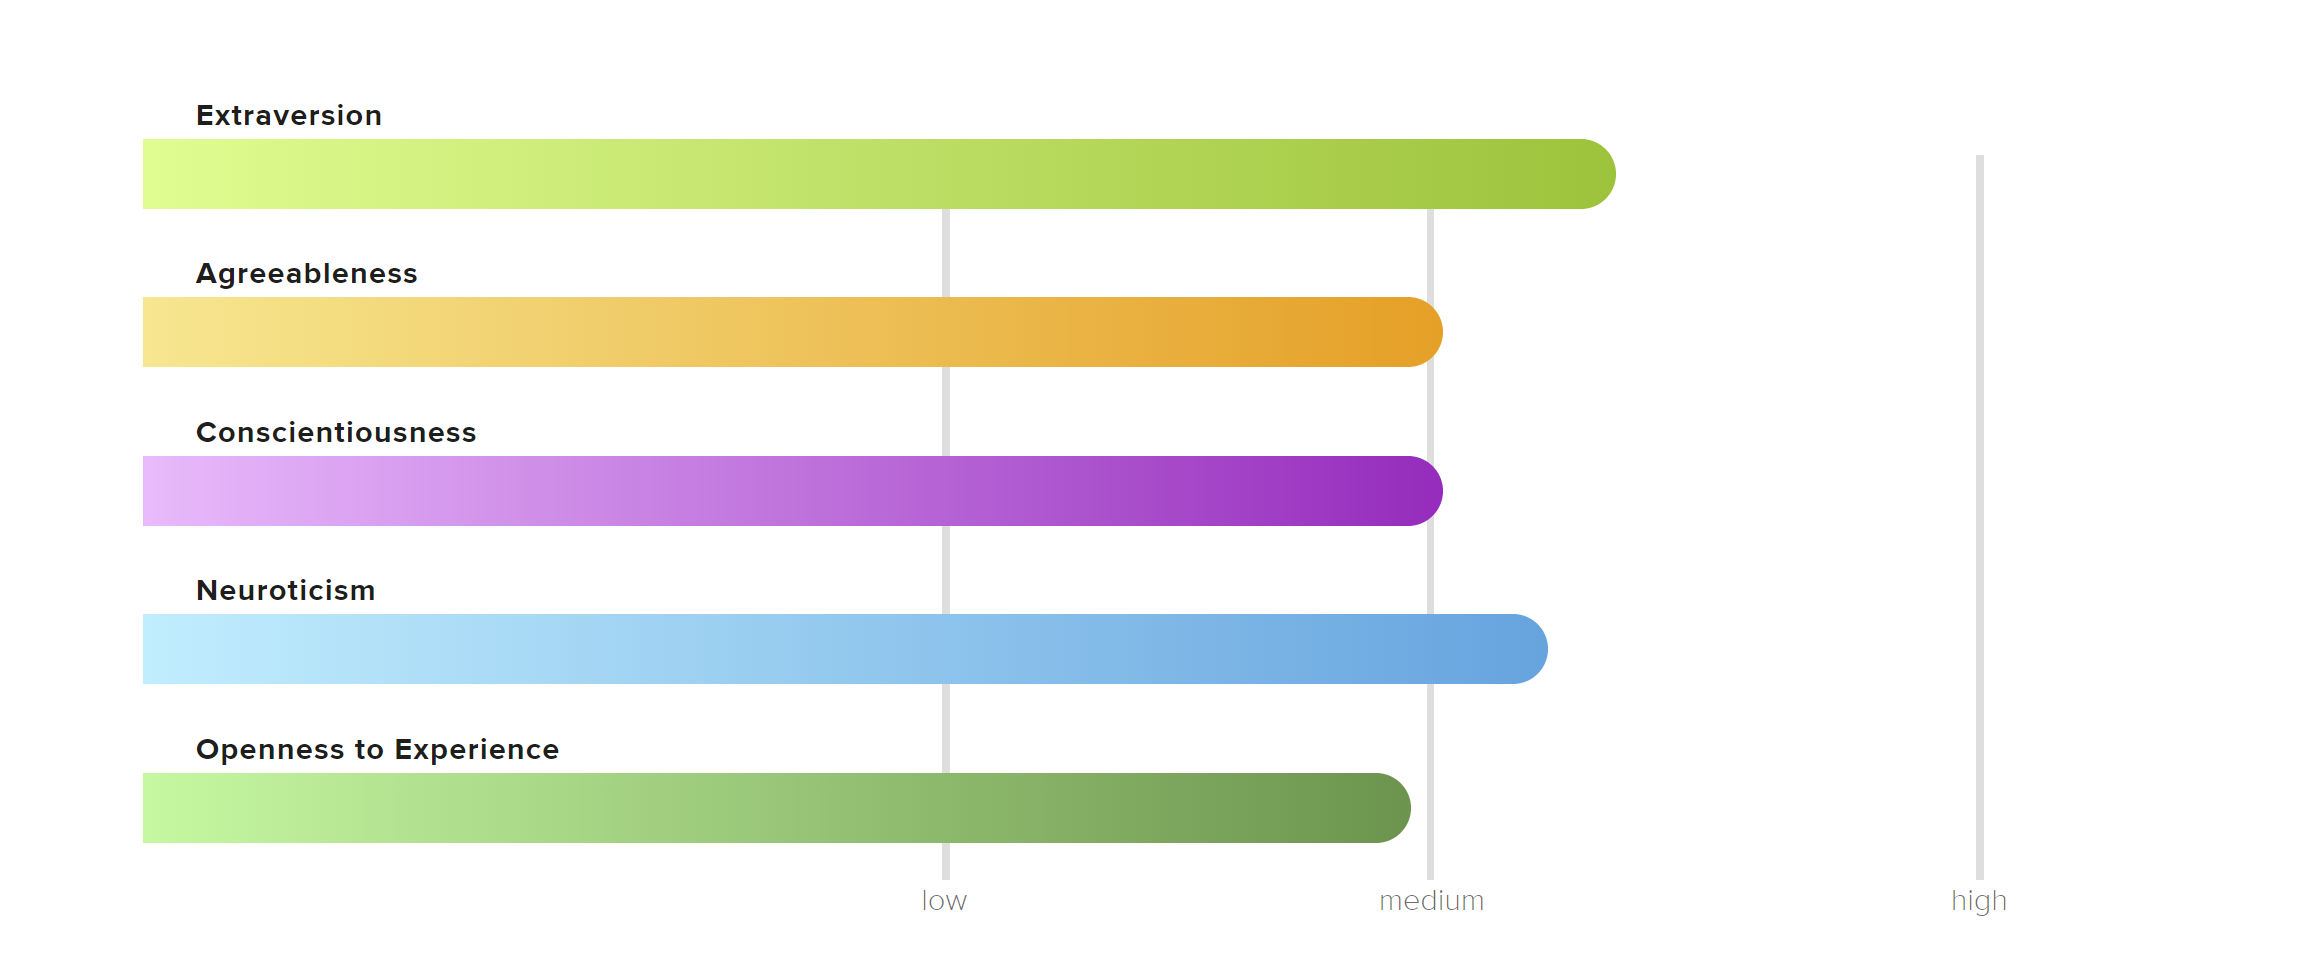 Extraversion
Agreeableness
Conscientiousness
Neuroticism
Openness to Experience
low medium high